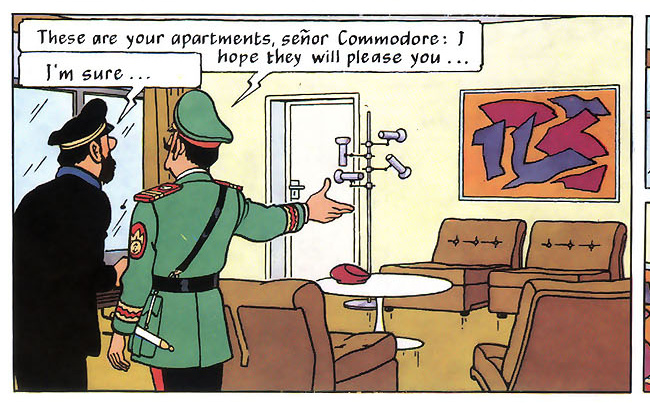 These are your apartments, señor Commodore: I
hope they will please you...
I'm sure...